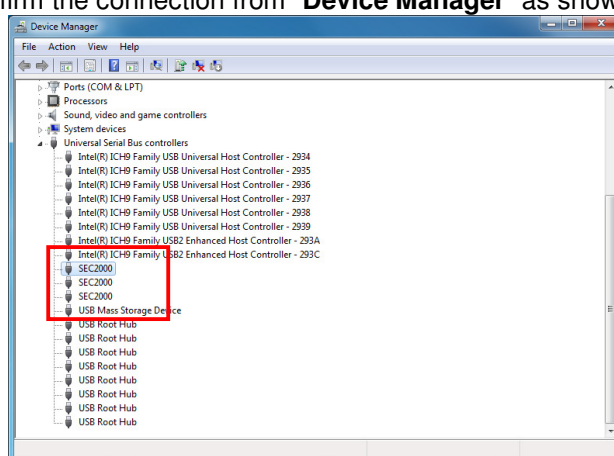 firm the connection from "Device Manager" as show
Device Manager
File Action View Help
Ports (COM & LPT)
Processors
Sound, video and game controllers
System devices
Universal Serial Bus controllers
Intel(R) ICH9 Family USB Universal Host Controller - 2934
Intel(R) ICH9 Family USB Universal Host Controller - 2935
Intel(R) ICH9 Family USB Universal Host Controller - 2936
Intel(R) ICH9 Family USB Universal Host Controller - 2937
Intel(R) ICH9 Family USB Universal Host Controller - 2938
Intel(R) ICH9 Family USB Universal Host Controller - 2939
Intel(R) ICH9 Family USB2 Enhanced Host Controller - 293A
Intel(R) ICH9 Family USB2 Enhanced Host Controller - 293C
SEC2000
SEC2000
SEC2000
USB Mass Storage Device
USB Root Hub
USB Root Hub
USB Root Hub
USB Root Hub
USB Root Hub
USB Root Hub
USB Root Hub
USB Root Hub